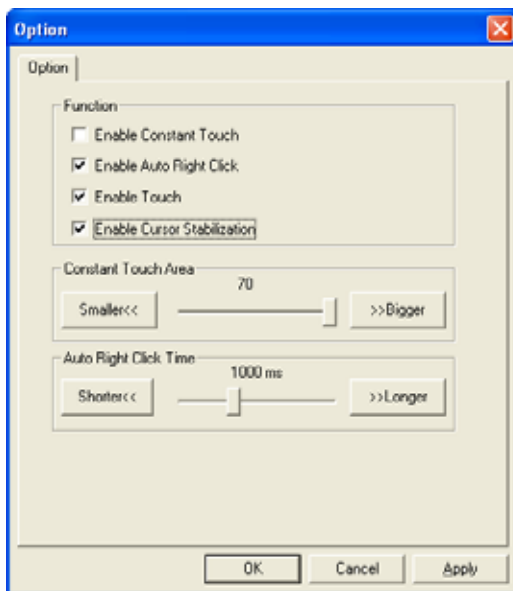 Option
Option
Function
Enable Constant Touch
Enable Auto Right Click
Enable Touch
Enable Cursor Stabilization
Constant Touch Area
70
Smaller<< >>Bigger
Auto Right Click Time
1000 ms
Shorter<< >>Longer
OK Cancel Apply